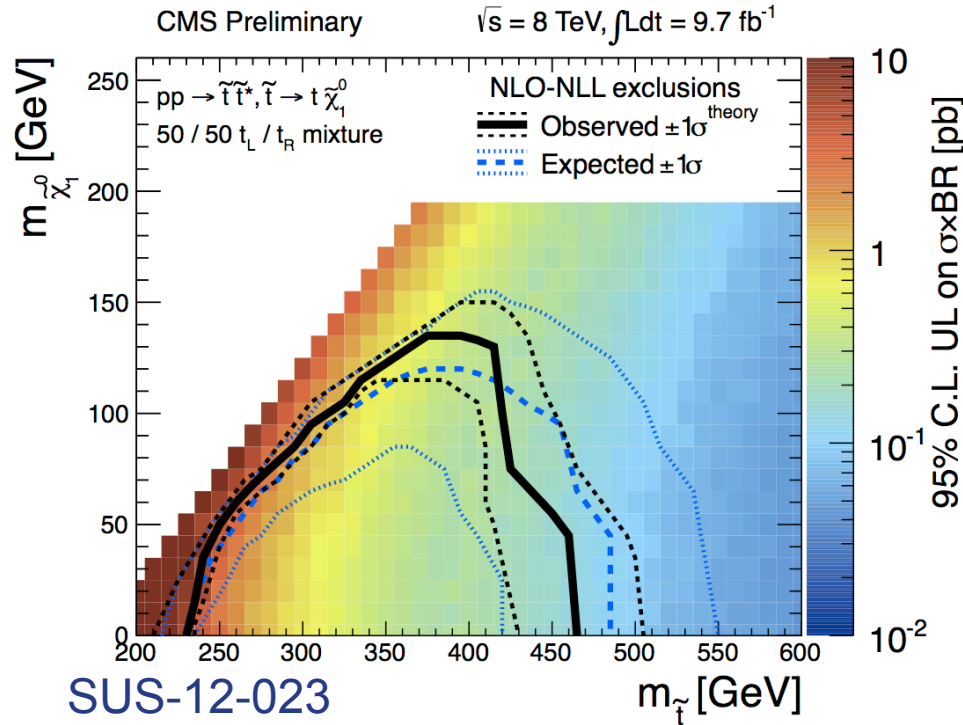 CMS Preliminary √s = 8 TeV, ∫Ldt = 9.7 fb⁻¹
pp → t̃ t̃*, t̃ → t χ̃₁⁰
50 / 50 t_L / t_R mixture
NLO-NLL exclusions
Observed ±1σ^theory
Expected ±1σ
m_χ̃₁⁰ [GeV]
250
200
150
100
50
0
200 250 300 350 400 450 500 550 600
m_t̃ [GeV]
10
1
10⁻¹
10⁻²
95% C.L. UL on σ×BR [pb]
SUS-12-023